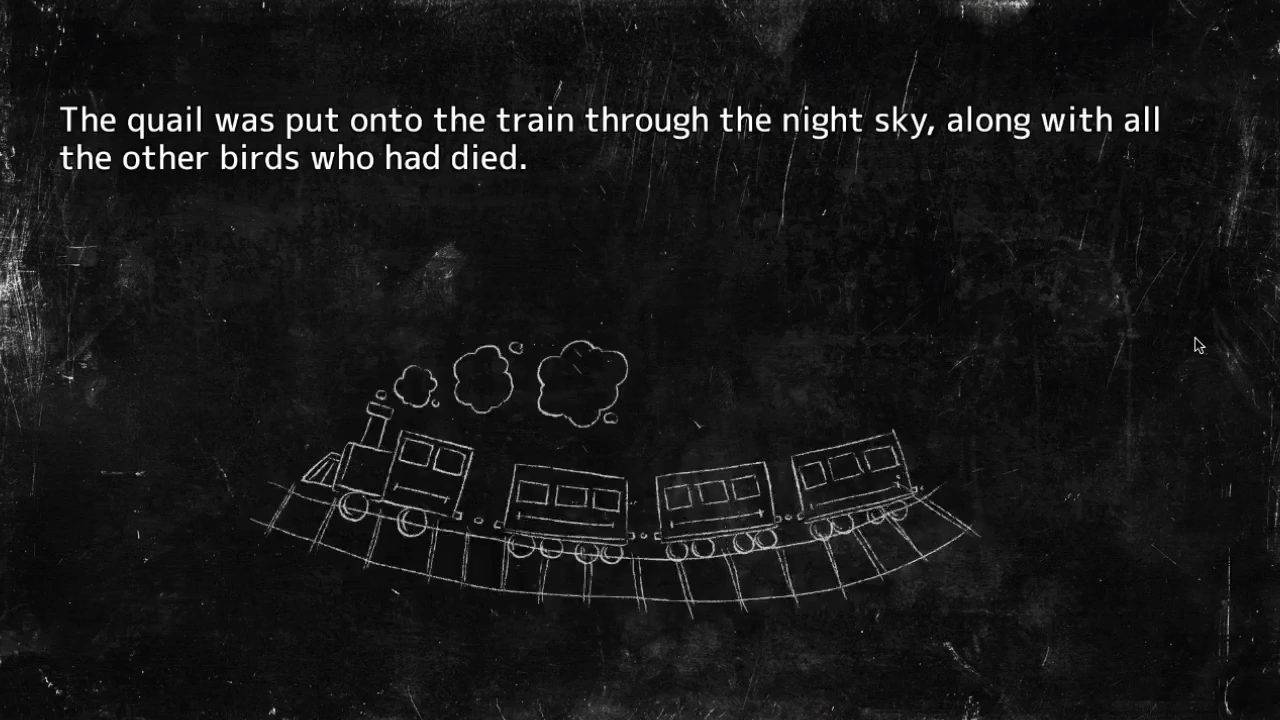 The quail was put onto the train through the night sky, along with all
the other birds who had died.